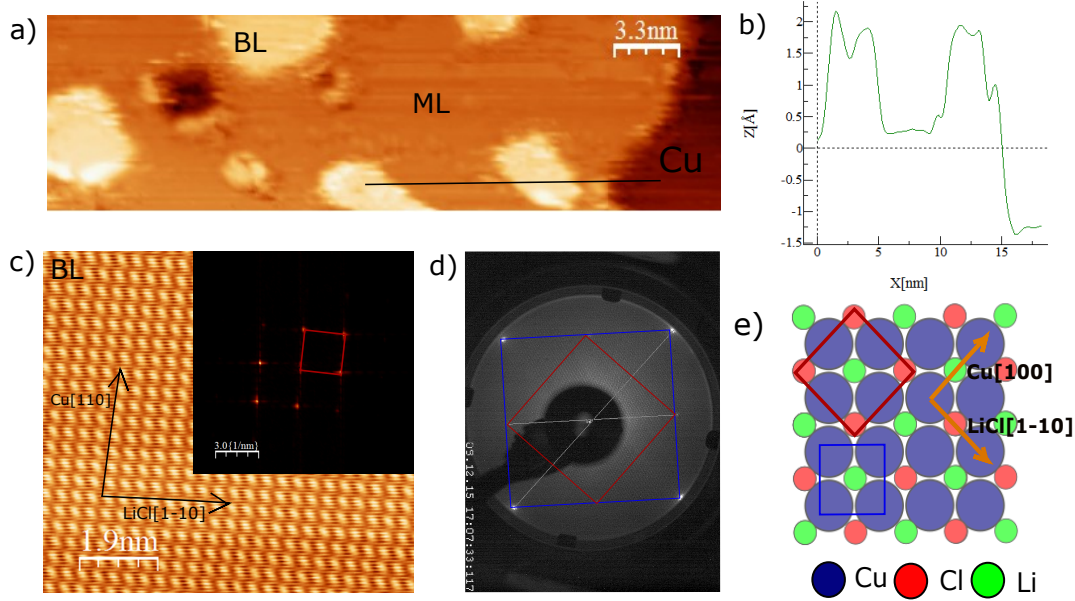 a)
BL
3.3nm
ML
Cu
b)
Z[Å]
2
1.5
1
0.5
0
-0.5
-1
-1.5
0
5
10
15
X[nm]
c)
BL
Cu[110]
LiCl[1-10]
1.9nm
3.0{1/nm}
d)
09.12.15 17:07:33:117
e)
Cu[100]
LiCl[1-10]
Cu
Cl
Li